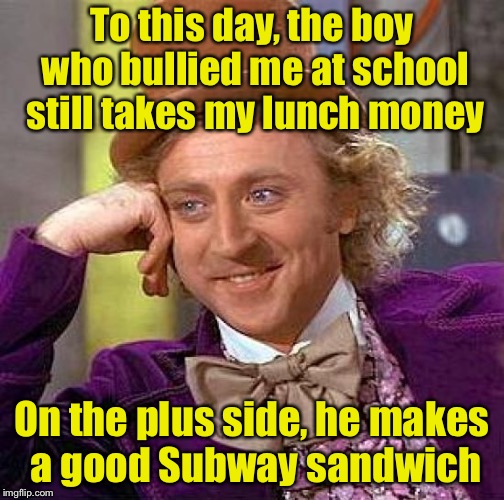 To this day, the boy
who bullied me at school
still takes my lunch money
On the plus side, he makes
a good Subway sandwich
imgflip.com